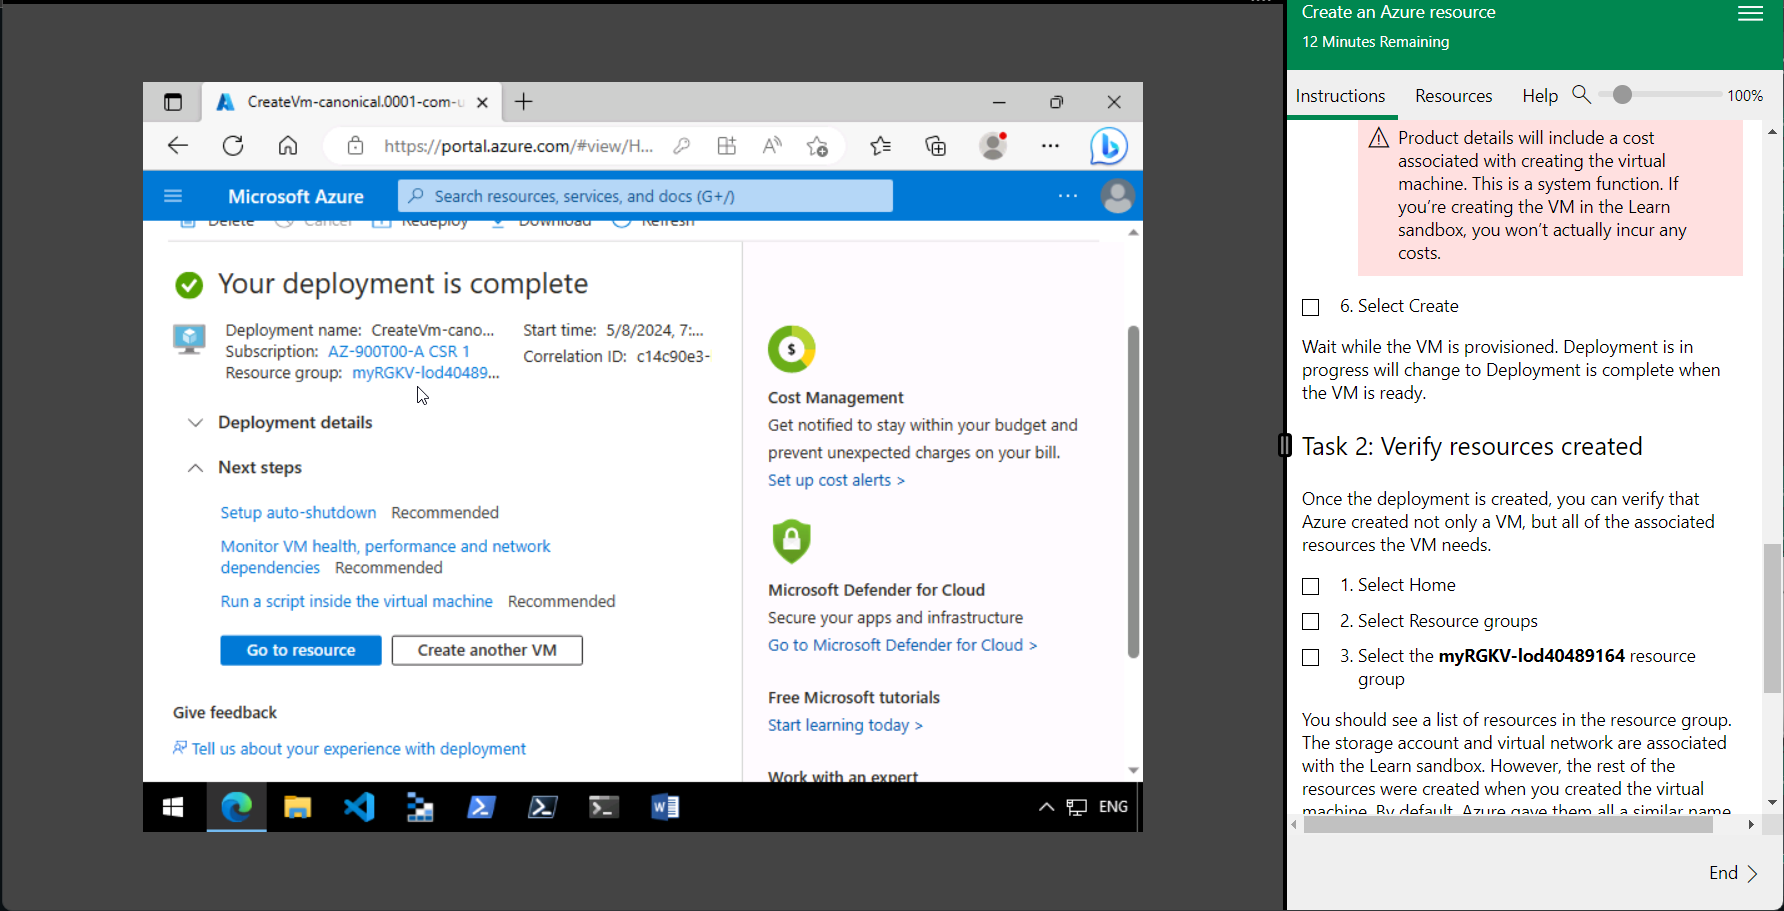 CreateVm-canonical.0001-com-u
https://portal.azure.com/#view/H...
Microsoft Azure
Search resources, services, and docs (G+/)
Delete Cancel Redeploy Download Refresh
Your deployment is complete
Deployment name: CreateVm-cano...
Subscription: AZ-900T00-A CSR 1
Resource group: myRGKV-lod40489...
Start time: 5/8/2024, 7:...
Correlation ID: c14c90e3-
Deployment details
Next steps
Setup auto-shutdown Recommended
Monitor VM health, performance and network
dependencies Recommended
Run a script inside the virtual machine Recommended
Go to resource Create another VM
Give feedback
Tell us about your experience with deployment
$
Cost Management
Get notified to stay within your budget and
prevent unexpected charges on your bill.
Set up cost alerts >
Microsoft Defender for Cloud
Secure your apps and infrastructure
Go to Microsoft Defender for Cloud >
Free Microsoft tutorials
Start learning today >
Work with an expert
ENG
Create an Azure resource
12 Minutes Remaining
Instructions Resources Help 100%
Product details will include a cost
associated with creating the virtual
machine. This is a system function. If
you're creating the VM in the Learn
sandbox, you won't actually incur any
costs.
6. Select Create
Wait while the VM is provisioned. Deployment is in
progress will change to Deployment is complete when
the VM is ready.
Task 2: Verify resources created
Once the deployment is created, you can verify that
Azure created not only a VM, but all of the associated
resources the VM needs.
1. Select Home
2. Select Resource groups
3. Select the myRGKV-lod40489164 resource
group
You should see a list of resources in the resource group.
The storage account and virtual network are associated
with the Learn sandbox. However, the rest of the
resources were created when you created the virtual
machine. By default, Azure gave them all a similar name
End